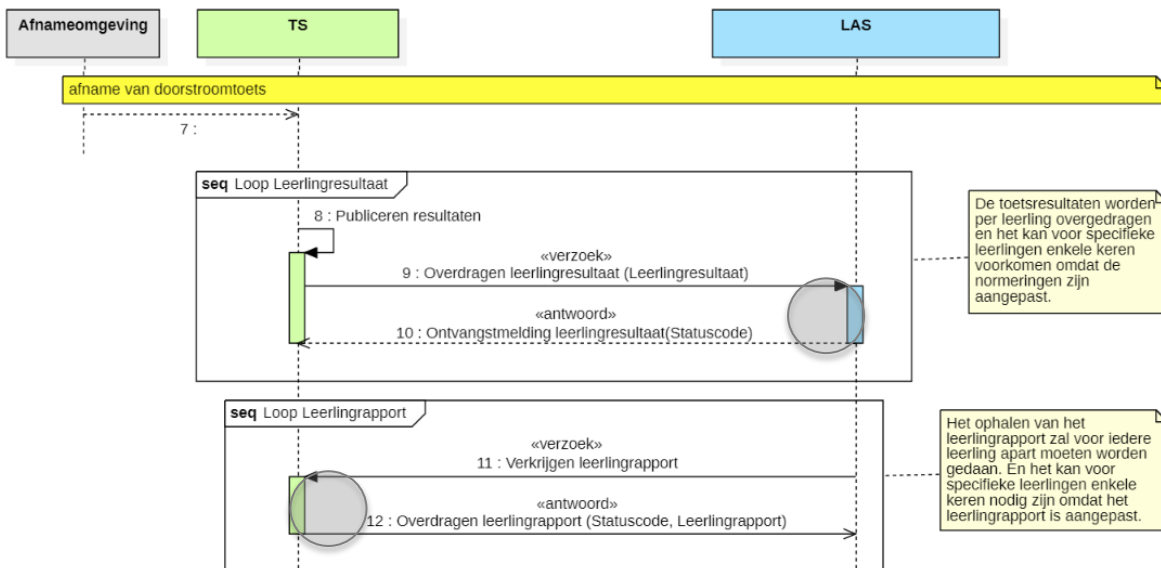 Afnameomgeving
TS
LAS
afname van doorstroomtoets
7 :
seq Loop Leerlingresultaat
8 : Publiceren resultaten
«verzoek»
9 : Overdragen leerlingresultaat (Leerlingresultaat)
«antwoord»
10 : Ontvangstmelding leerlingresultaat(Statuscode)
De toetsresultaten worden
per leerling overgedragen
en het kan voor specifieke
leerlingen enkele keren
voorkomen omdat de
normeringen zijn
aangepast.
seq Loop Leerlingrapport
«verzoek»
11 : Verkrijgen leerlingrapport
«antwoord»
12 : Overdragen leerlingrapport (Statuscode, Leerlingrapport)
Het ophalen van het
leerlingrapport zal voor iedere
leerling apart moeten worden
gedaan. En het kan voor
specifieke leerlingen enkele
keren nodig zijn omdat het
leerlingrapport is aangepast.